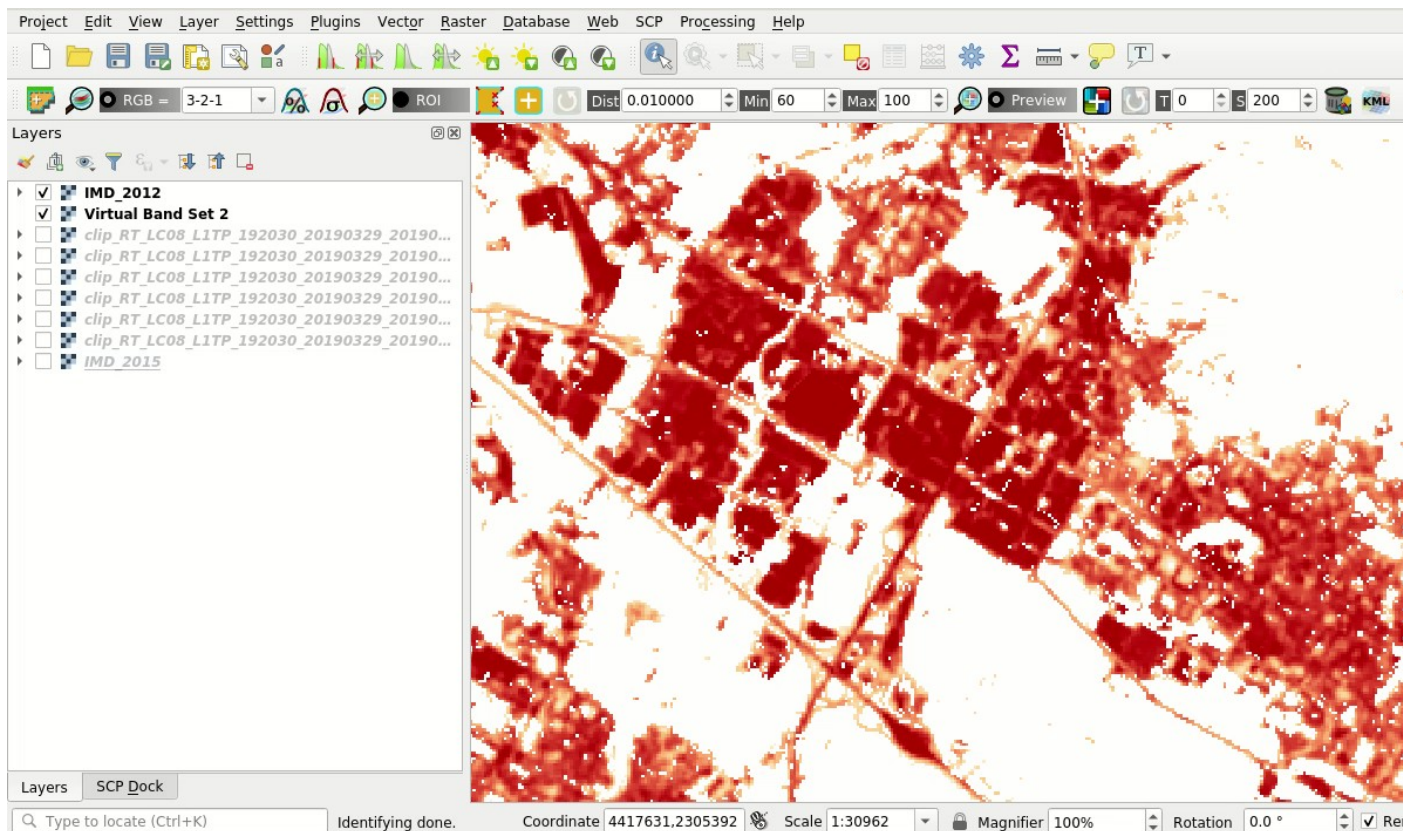 Project Edit View Layer Settings Plugins Vector Raster Database Web SCP Processing Help
a Σ T
RGB = 3-2-1 σ ROI Dist 0.010000 Min 60 Max 100 Preview T 0 S 200 KML
Layers
IMD_2012
Virtual Band Set 2
clip_RT_LC08_L1TP_192030_20190329_20190...
clip_RT_LC08_L1TP_192030_20190329_20190...
clip_RT_LC08_L1TP_192030_20190329_20190...
clip_RT_LC08_L1TP_192030_20190329_20190...
clip_RT_LC08_L1TP_192030_20190329_20190...
clip_RT_LC08_L1TP_192030_20190329_20190...
IMD_2015
Layers SCP Dock
Type to locate (Ctrl+K) Identifying done. Coordinate 4417631,2305392 Scale 1:30962 Magnifier 100% Rotation 0.0 ° Re